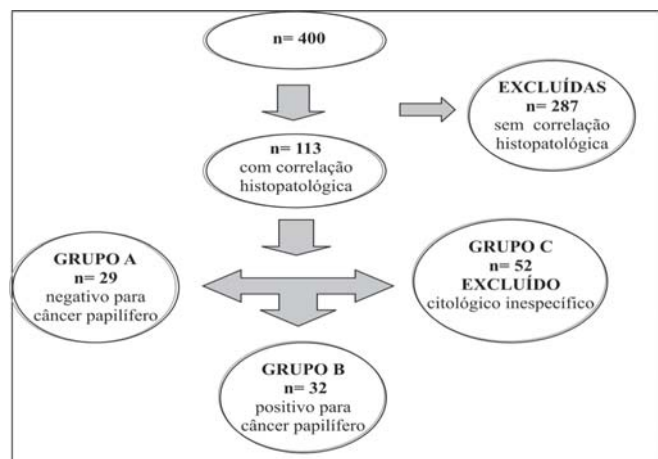 n= 400
EXCLUÍDAS
n= 287
sem correlação
histopatológica
n= 113
com correlação
histopatológica
GRUPO A
n= 29
negativo para
câncer papilífero
GRUPO C
n= 52
EXCLUÍDO
citológico inespecífico
GRUPO B
n= 32
positivo para
câncer papilífero